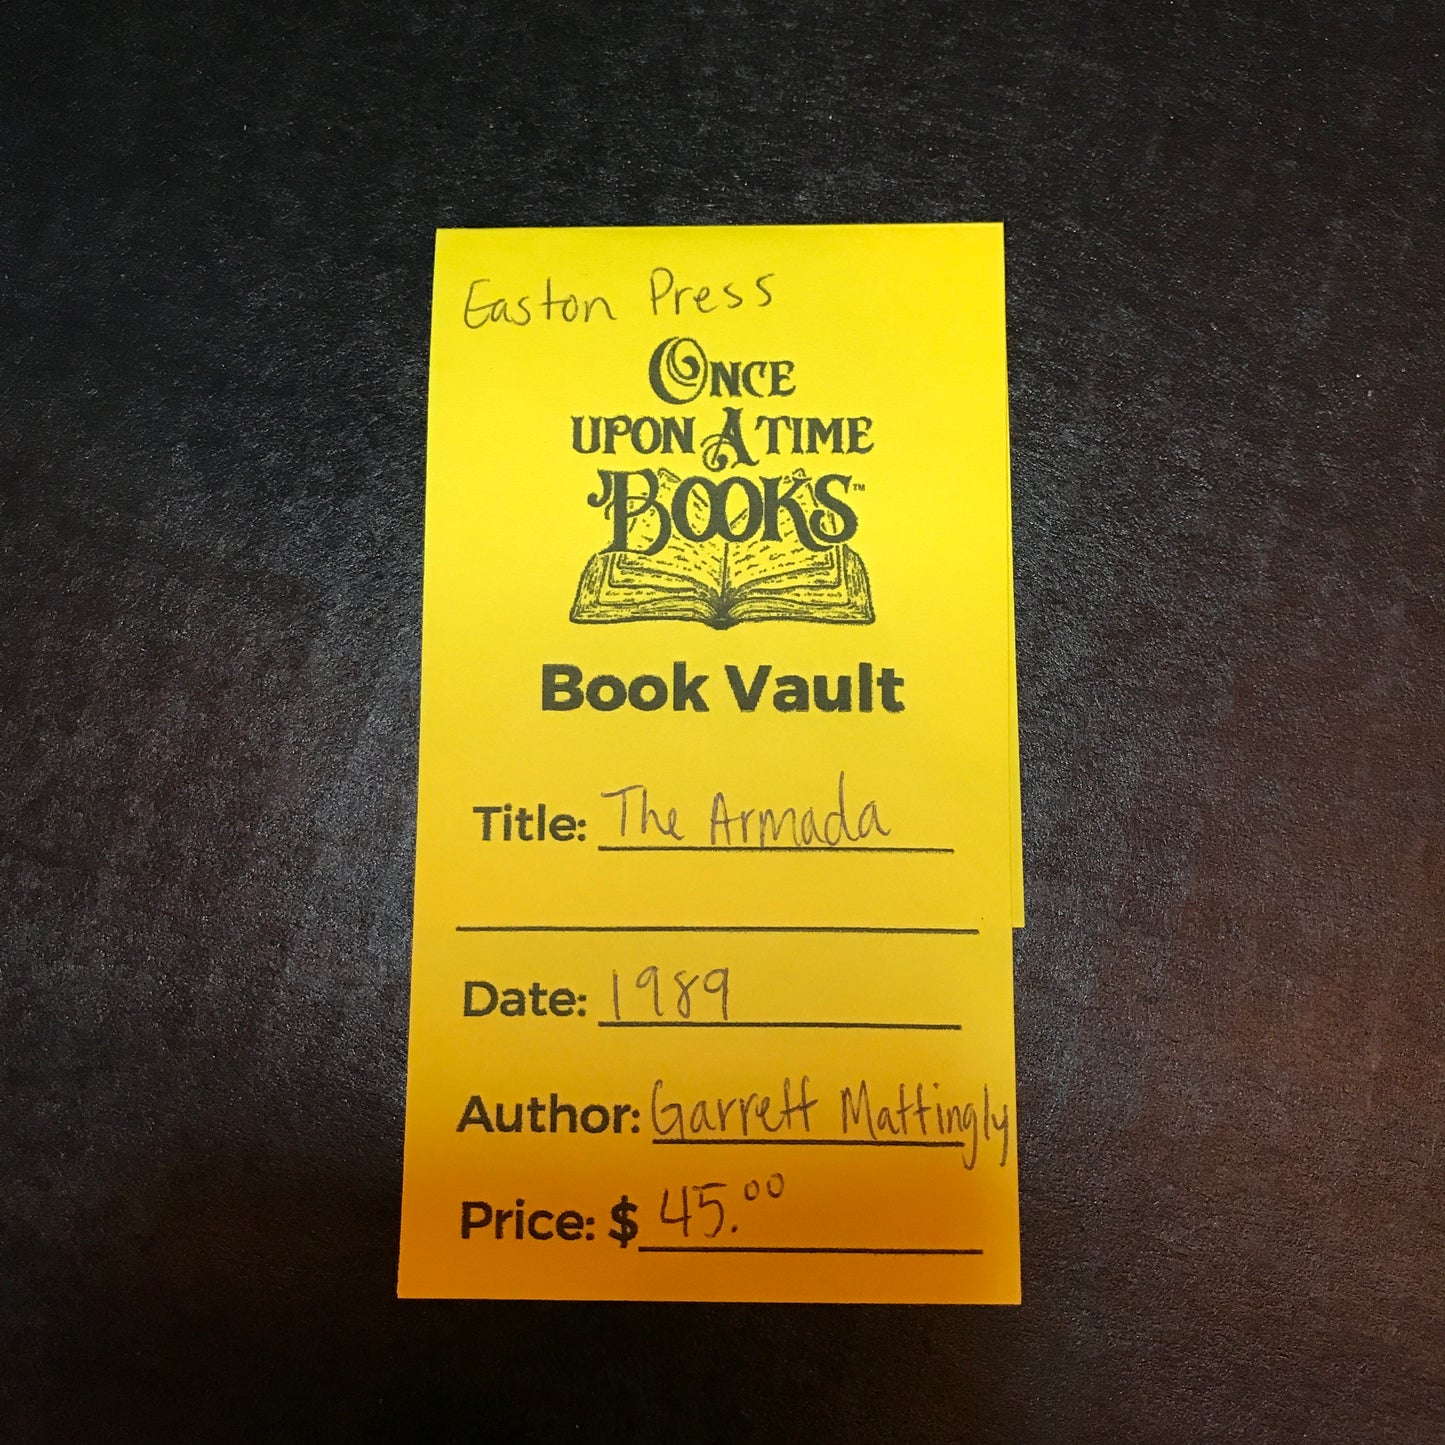 Easton Press
ONCE
UPON A TIME
BOOKS™
Book Vault
Title: The Armada
Date: 1989
Author: Garrett Mattingly
Price: $ 45.00